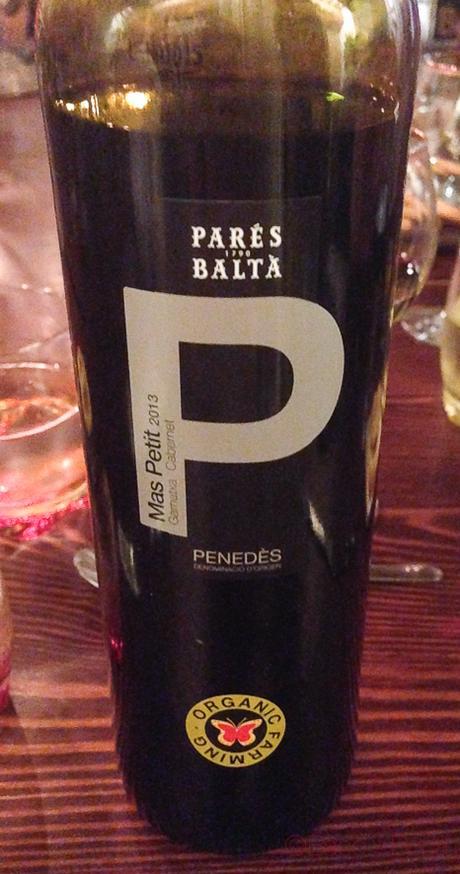 PARÉS
1790
BALTÀ
P
Mas Petit 2013
Garnatxa Cabernet
PENEDÈS
DENOMINACIÓ D'ORIGEN
ORGANIC FARMING